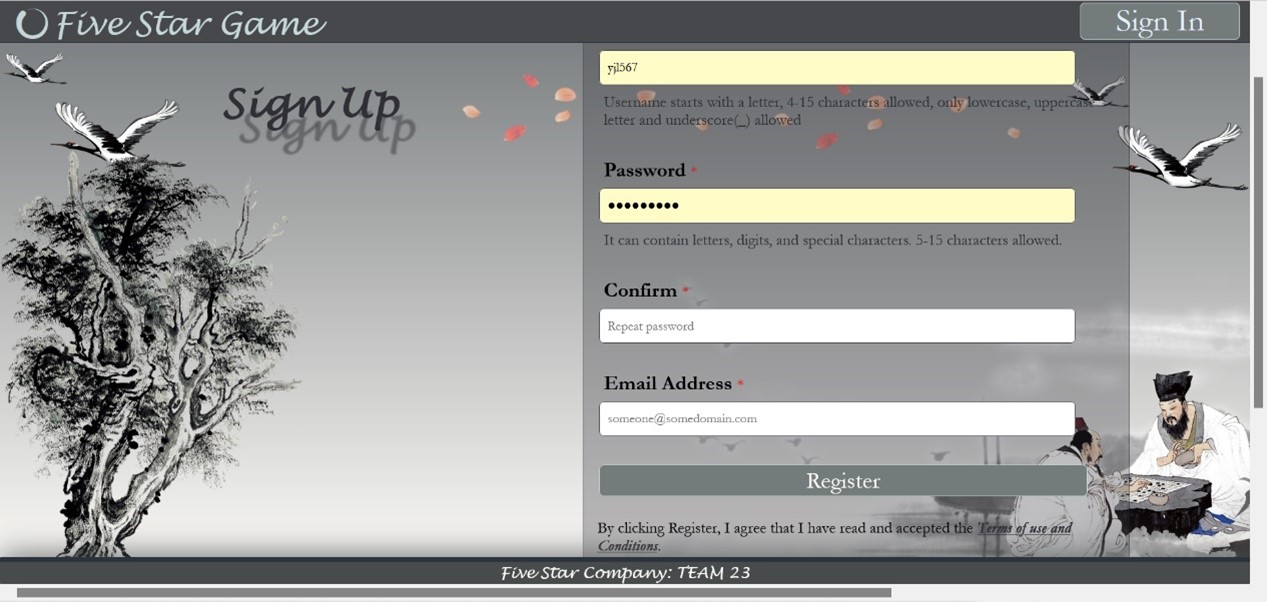 Five Star Game
Sign In
Sign Up
yjl567
Username starts with a letter, 4-15 characters allowed, only lowercase, uppercase
letter and underscore(_) allowed
Password *
•••••••••
It can contain letters, digits, and special characters. 5-15 characters allowed.
Confirm *
Repeat password
Email Address *
someone@somedomain.com
Register
By clicking Register, I agree that I have read and accepted the Terms of use and
Conditions.
Five Star Company: TEAM 23